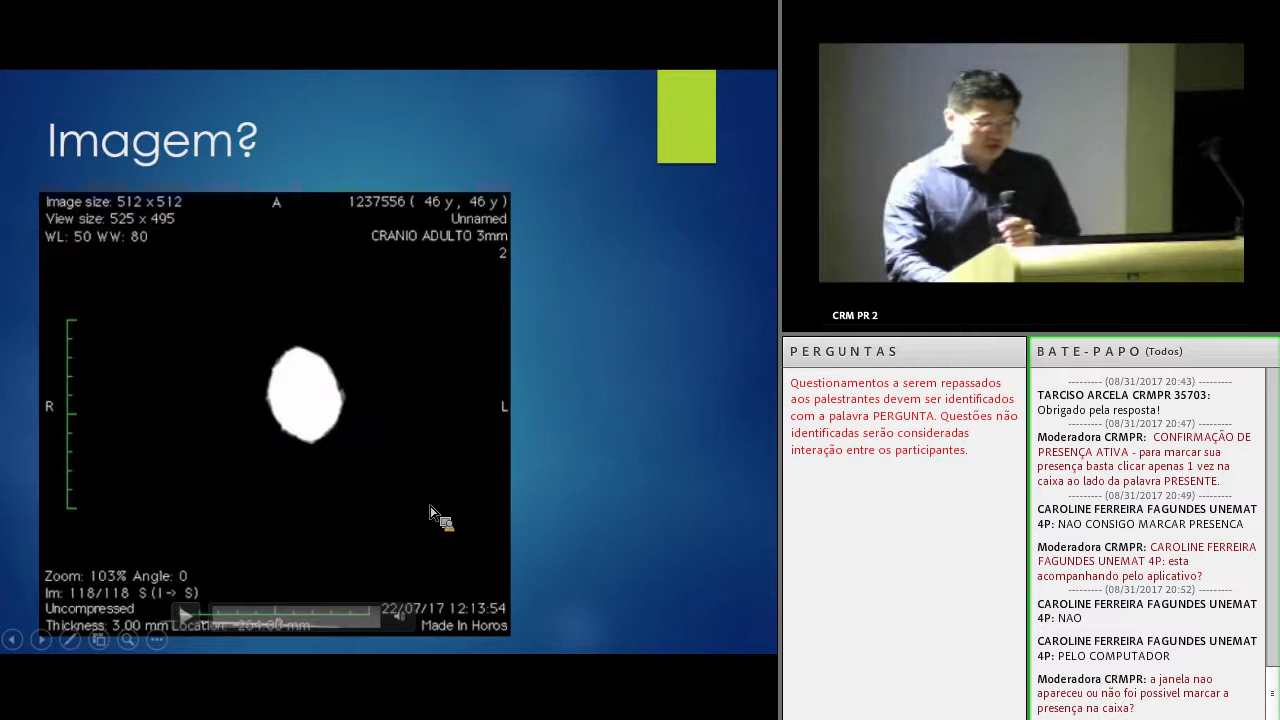 Imagem?
Image size: 512 x 512
View size: 525 x 495
WL: 50 WW: 80
A
1237556 ( 46 y, 46 y )
Unnamed
CRANIO ADULTO 3mm
2
R
L
Zoom: 103% Angle: 0
Im: 118/118 S (I -> S)
Uncompressed
Thickness: 3.00 mm Location: -264.00 mm
22/07/17 12:13:54
Made In Horos
CRM PR 2
PERGUNTAS
Questionamentos a serem repassados
aos palestrantes devem ser identificados
com a palavra PERGUNTA. Questões não
identificadas serão consideradas
interação entre os participantes.
BATE-PAPO (Todos)
--------- (08/31/2017 20:43) ---------
TARCISO ARCELA CRMPR 35703:
Obrigado pela resposta!
--------- (08/31/2017 20:47) ---------
Moderadora CRMPR: CONFIRMAÇÃO DE
PRESENÇA ATIVA - para marcar sua
presença basta clicar apenas 1 vez na
caixa ao lado da palavra PRESENTE.
--------- (08/31/2017 20:49) ---------
CAROLINE FERREIRA FAGUNDES UNEMAT
4P: NAO CONSIGO MARCAR PRESENCA
Moderadora CRMPR: CAROLINE FERREIRA
FAGUNDES UNEMAT 4P: esta
acompanhando pelo aplicativo?
--------- (08/31/2017 20:52) ---------
CAROLINE FERREIRA FAGUNDES UNEMAT
4P: NAO
CAROLINE FERREIRA FAGUNDES UNEMAT
4P: PELO COMPUTADOR
Moderadora CRMPR: a janela nao
apareceu ou não foi possivel marcar a
presença na caixa?